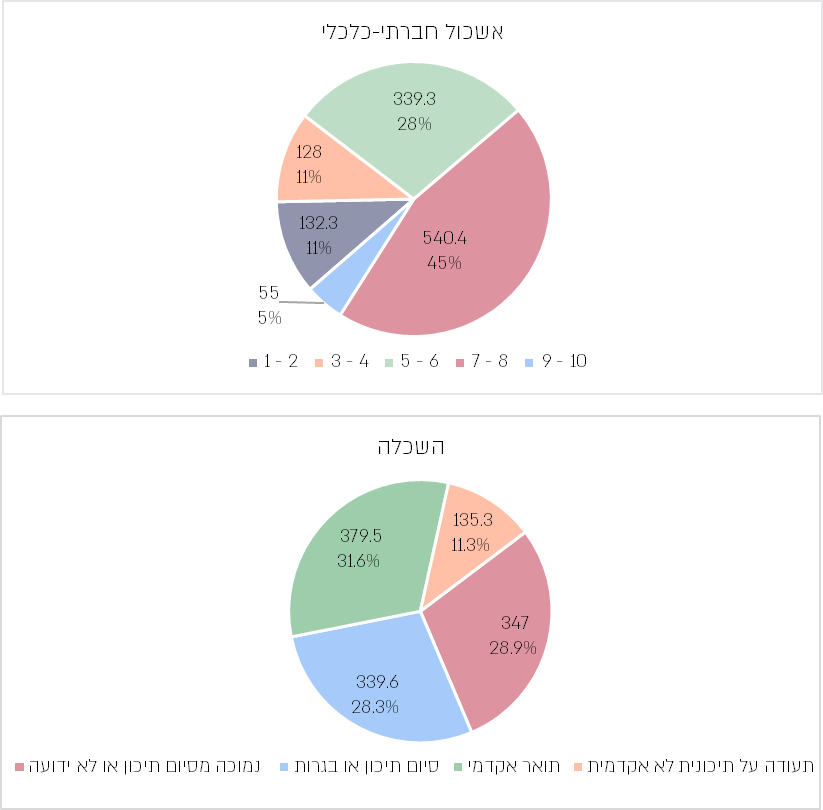 אשכול חברתי-כלכלי
339.3
28%
128
11%
132.3
11%
540.4
45%
55
5%
1 - 2
3 - 4
5 - 6
7 - 8
9 - 10
השכלה
379.5
31.6%
135.3
11.3%
347
28.9%
339.6
28.3%
תעודה על תיכונית לא אקדמית
תואר אקדמי
סיום תיכון או בגרות
נמוכה מסיום תיכון או לא ידועה